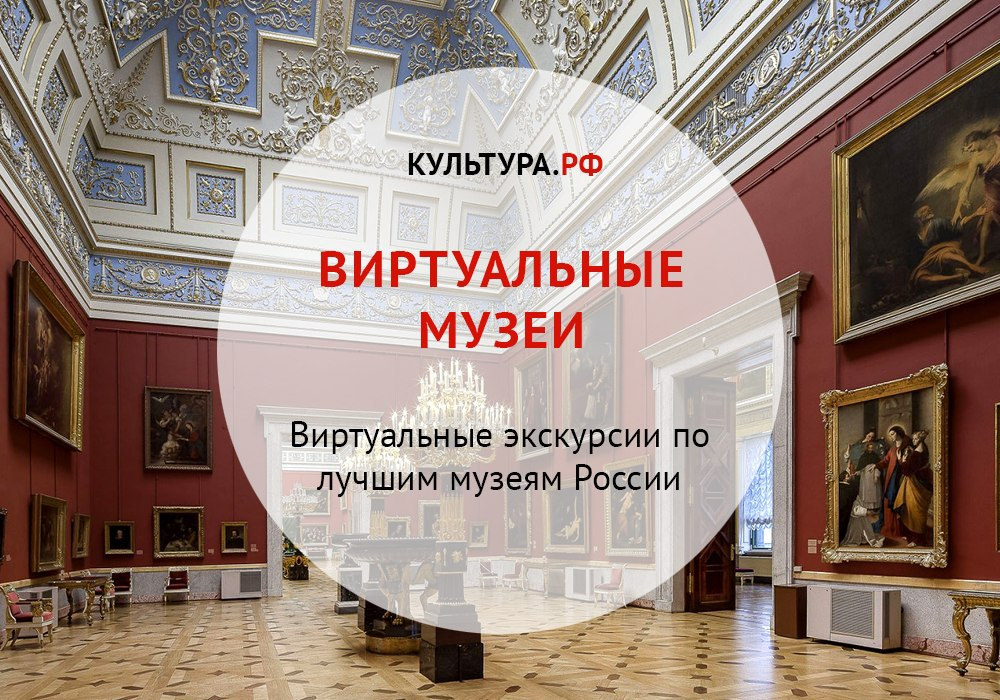 КУЛЬТУРА.РФ
ВИРТУАЛЬНЫЕ
МУЗЕИ
Виртуальные экскурсии по
лучшим музеям России